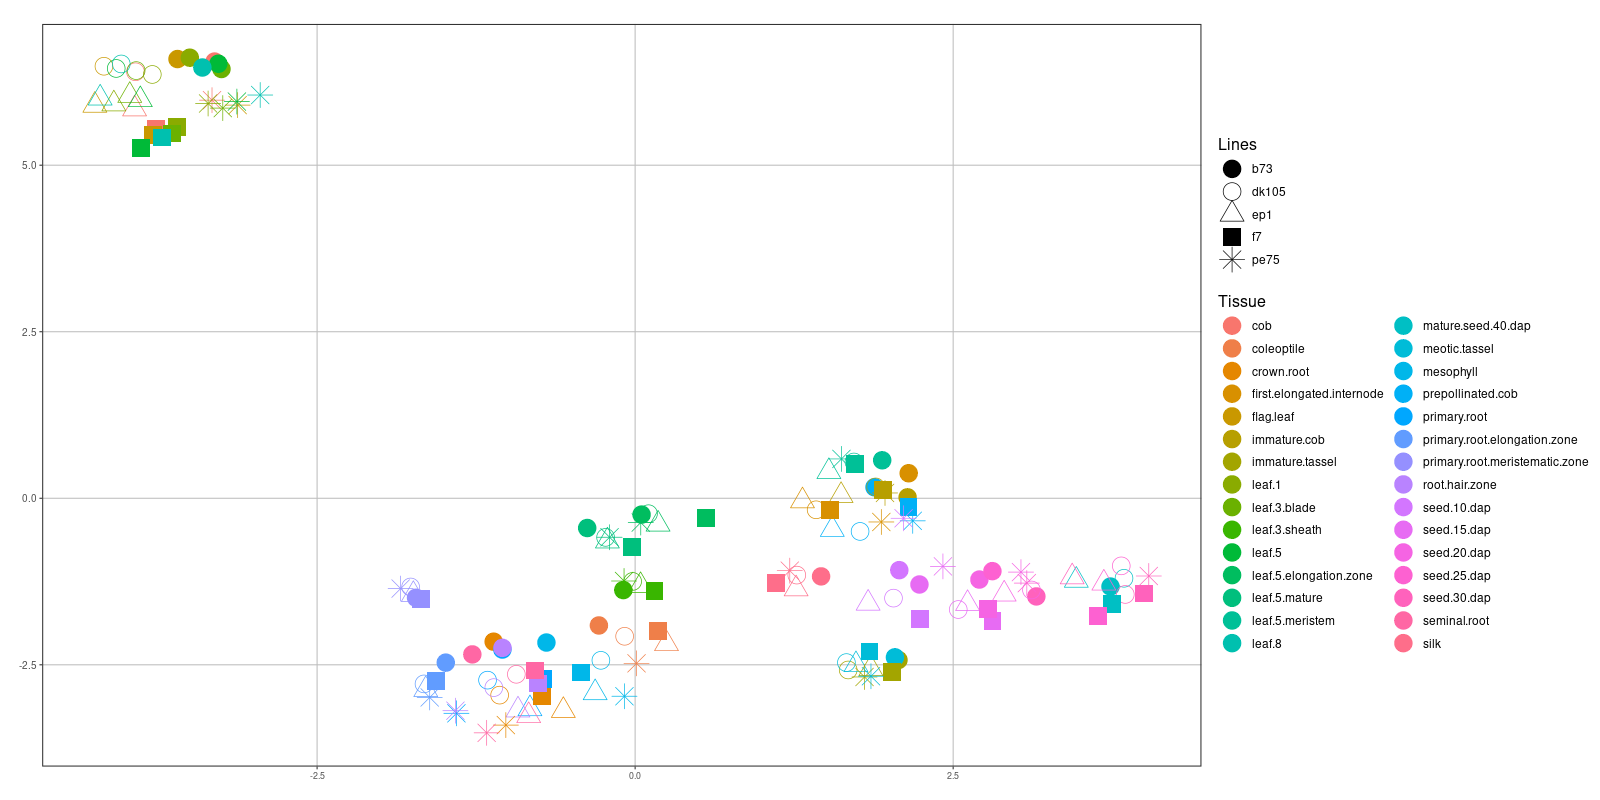 5.0
2.5
0.0
-2.5
-2.5
0.0
2.5
Lines
b73
dk105
ep1
f7
pe75
Tissue
cob
coleoptile
crown.root
first.elongated.internode
flag.leaf
immature.cob
immature.tassel
leaf.1
leaf.3.blade
leaf.3.sheath
leaf.5
leaf.5.elongation.zone
leaf.5.mature
leaf.5.meristem
leaf.8
mature.seed.40.dap
meotic.tassel
mesophyll
prepollinated.cob
primary.root
primary.root.elongation.zone
primary.root.meristematic.zone
root.hair.zone
seed.10.dap
seed.15.dap
seed.20.dap
seed.25.dap
seed.30.dap
seminal.root
silk